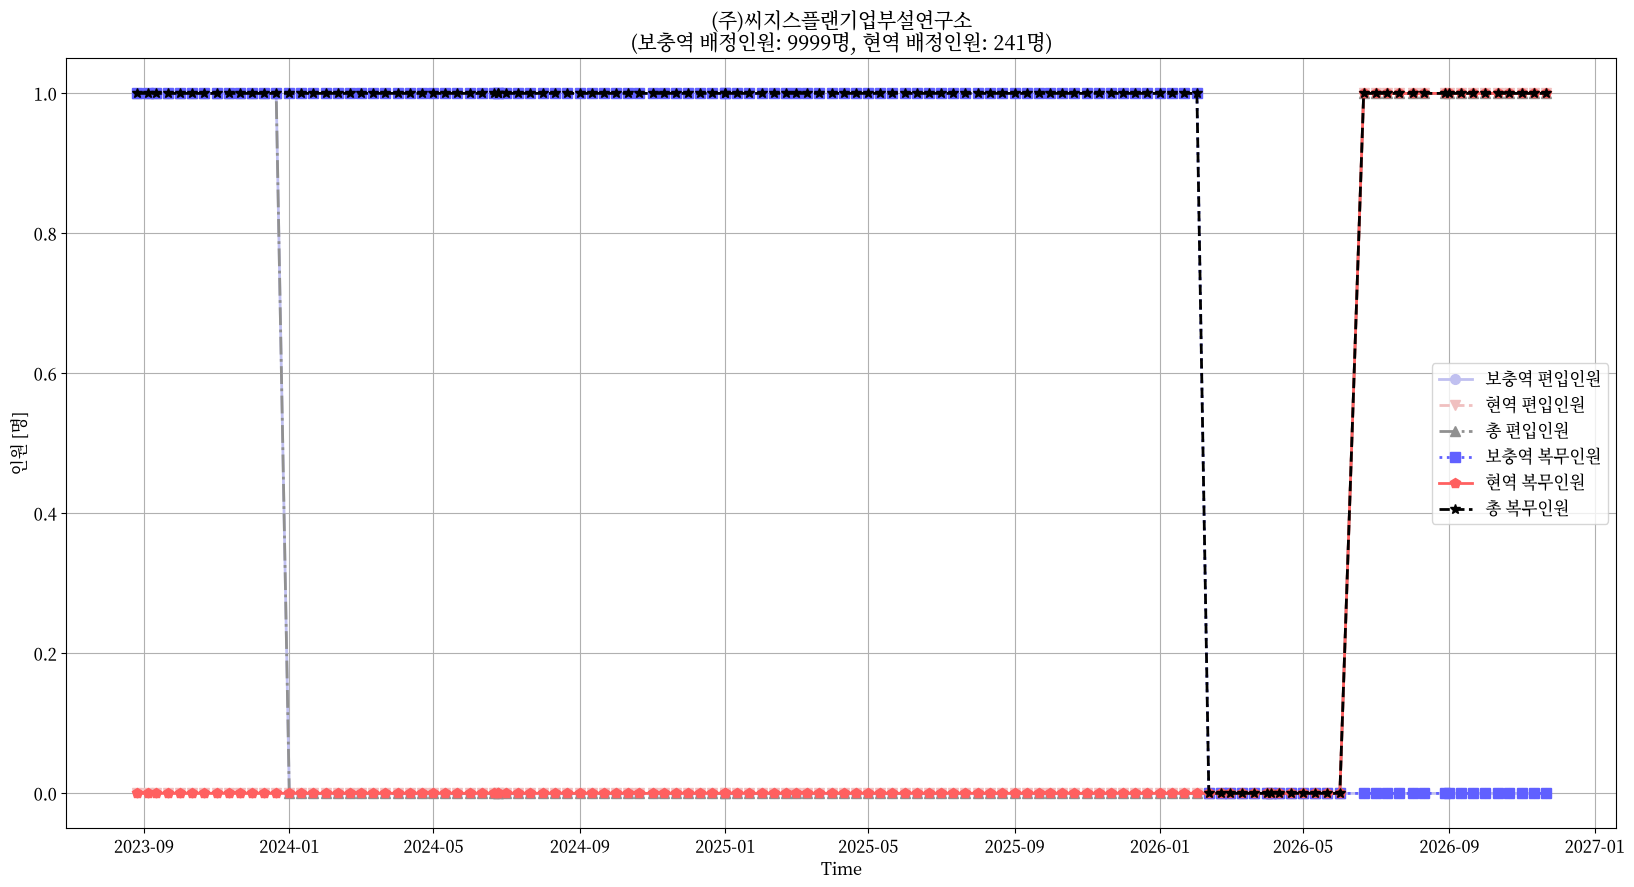 (주)씨지스플랜기업부설연구소
(보충역 배정인원: 9999명, 현역 배정인원: 241명)
인원 [명]
1.0
0.8
0.6
0.4
0.2
0.0
보충역 편입인원
현역 편입인원
총 편입인원
보충역 복무인원
현역 복무인원
총 복무인원
2023-09 2024-01 2024-05 2024-09 2025-01 2025-05 2025-09 2026-01 2026-05 2026-09 2027-01
Time